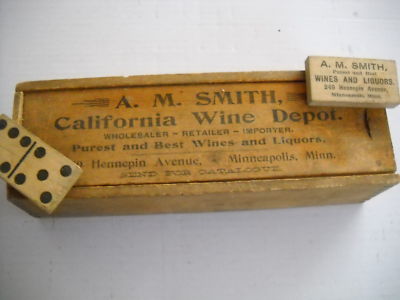 A. M. SMITH,
California Wine Depot.
WHOLESALER - RETAILER - IMPORTER.
Purest and Best Wines and Liquors.
Hennepin Avenue, Minneapolis, Minn.
SEND FOR CATALOGUE.
A. M. SMITH,
Purest and Best
WINES AND LIQUORS.
249 Hennepin Avenue,
Minneapolis, Minn.